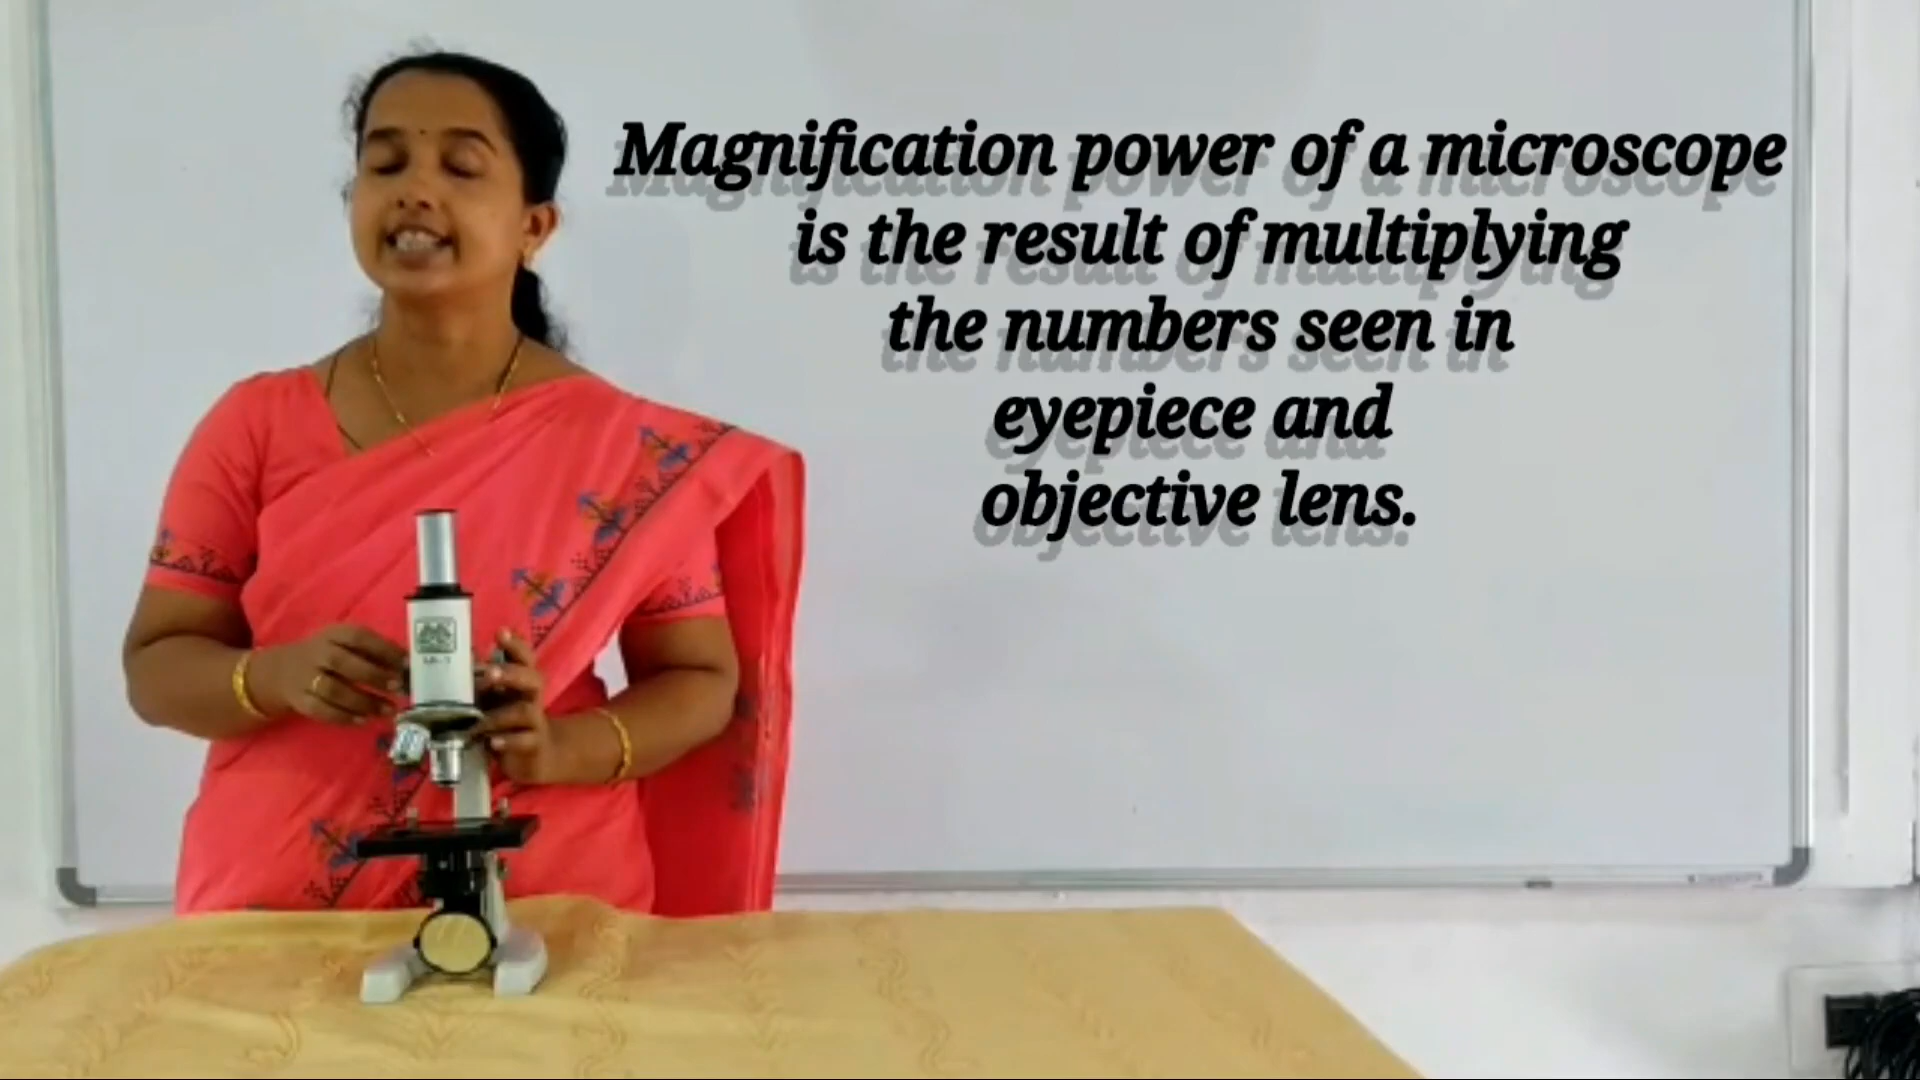 Magnification power of a microscope
is the result of multiplying
the numbers seen in
eyepiece and
objective lens.